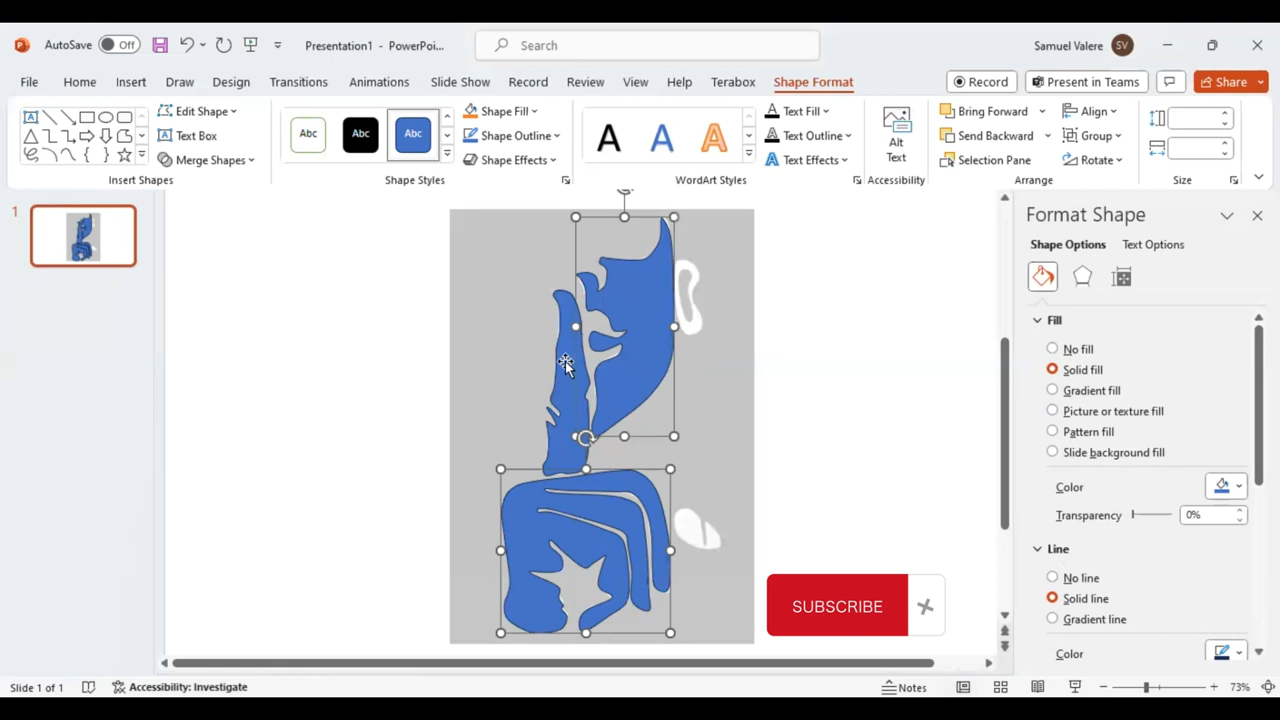 AutoSave Off Presentation1 - PowerPoi... Search Samuel Valere SV
File Home Insert Draw Design Transitions Animations Slide Show Record Review View Help Terabox Shape Format Record Present in Teams Share
Edit Shape Abc Abc Abc Shape Fill A A A Text Fill Bring Forward Align
Text Box Shape Outline Text Outline Alt Text Send Backward Group
Merge Shapes Shape Effects Text Effects Selection Pane Rotate
Insert Shapes Shape Styles WordArt Styles Accessibility Arrange Size
1
Format Shape
Shape Options Text Options
Fill
No fill
Solid fill
Gradient fill
Picture or texture fill
Pattern fill
Slide background fill
Color
Transparency 0%
Line
No line
Solid line
Gradient line
Color
SUBSCRIBE
Slide 1 of 1 Accessibility: Investigate Notes 73%